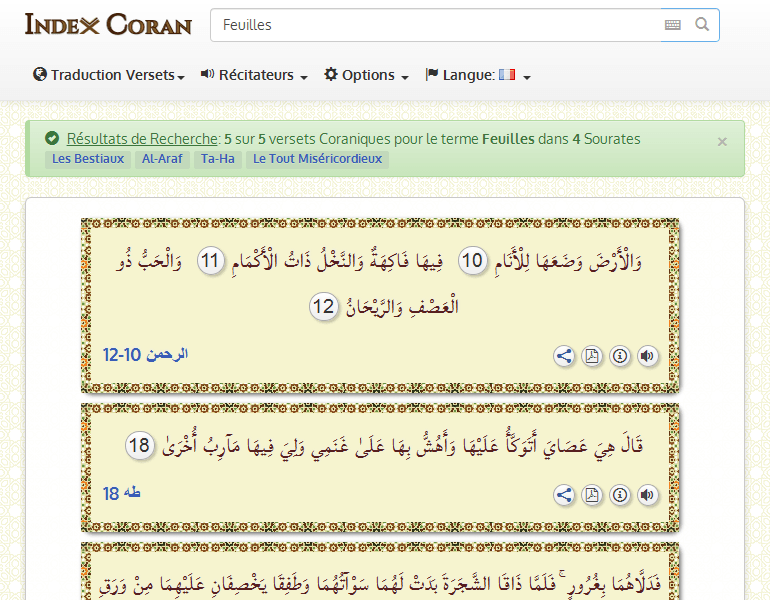 Index Coran
Feuilles
Traduction Versets Récitateurs Options Langue:
Résultats de Recherche: 5 sur 5 versets Coraniques pour le terme Feuilles dans 4 Sourates ×
Les Bestiaux Al-Araf Ta-Ha Le Tout Miséricordieux
وَالْأَرْضَ وَضَعَهَا لِلْأَنَامِ 10 فِيهَا فَاكِهَةٌ وَالنَّخْلُ ذَاتُ الْأَكْمَامِ 11 وَالْحَبُّ ذُو
الْعَصْفِ وَالرَّيْحَانُ 12
الرحمن 10-12
قَالَ هِيَ عَصَايَ أَتَوَكَّأُ عَلَيْهَا وَأَهُشُّ بِهَا عَلَىٰ غَنَمِي وَلِيَ فِيهَا مَآرِبُ أُخْرَىٰ 18
طه 18
فَدَلَّاهُمَا بِغُرُورٍ ۚ فَلَمَّا ذَاقَا الشَّجَرَةَ بَدَتْ لَهُمَا سَوْآتُهُمَا وَطَفِقَا يَخْصِفَانِ عَلَيْهِمَا مِنْ وَرَقِ